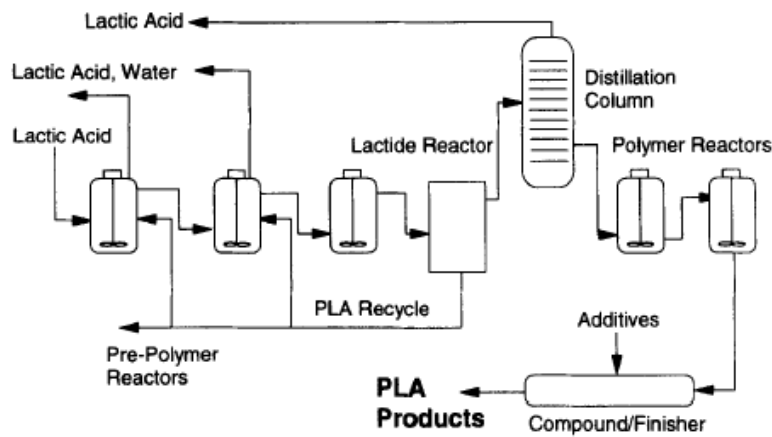 Lactic Acid
Lactic Acid, Water
Distillation
Column
Lactic Acid
Lactide Reactor
Polymer Reactors
PLA Recycle
Additives
Pre-Polymer
Reactors
PLA
Products
Compound/Finisher